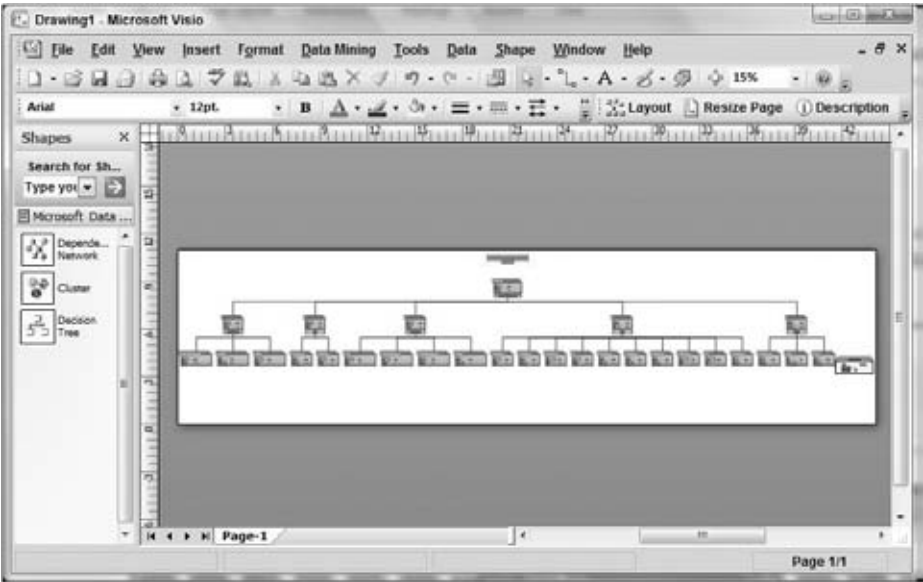 Drawing1 - Microsoft Visio
File Edit View Insert Format Data Mining Tools Data Shape Window Help
15%
Arial 12pt. B A Layout Resize Page Description
Shapes ×
Search for Sh...
Type you
Microsoft Data ...
Depende...
Network
Cluster
Decision
Tree
Page-1
Page 1/1